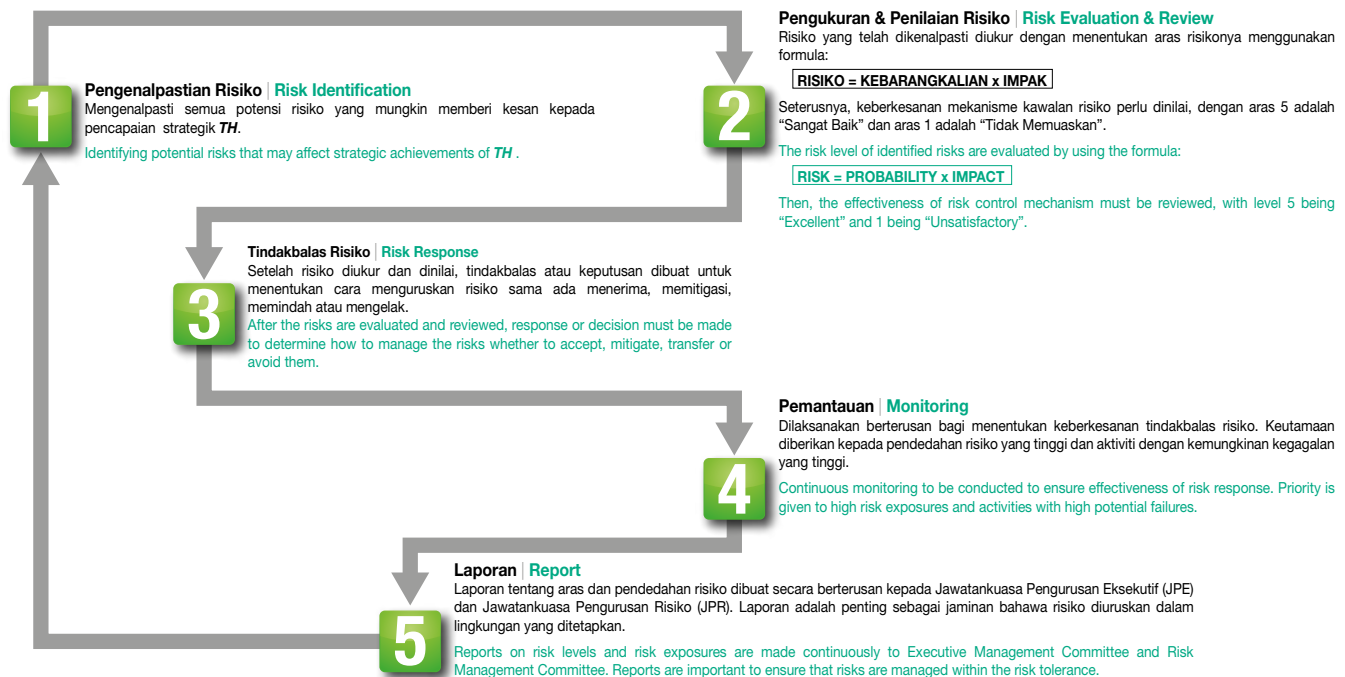 1
Pengenalpastian Risiko | Risk Identification
Mengenalpasti semua potensi risiko yang mungkin memberi kesan kepada
pencapaian strategik TH.
Identifying potential risks that may affect strategic achievements of TH .
2
Pengukuran & Penilaian Risiko | Risk Evaluation & Review
Risiko yang telah dikenalpasti diukur dengan menentukan aras risikonya menggunakan
formula:
RISIKO = KEBARANGKALIAN x IMPAK
Seterusnya, keberkesanan mekanisme kawalan risiko perlu dinilai, dengan aras 5 adalah
“Sangat Baik” dan aras 1 adalah “Tidak Memuaskan”.
The risk level of identified risks are evaluated by using the formula:
RISK = PROBABILITY x IMPACT
Then, the effectiveness of risk control mechanism must be reviewed, with level 5 being
“Excellent” and 1 being “Unsatisfactory”.
3
Tindakbalas Risiko | Risk Response
Setelah risiko diukur dan dinilai, tindakbalas atau keputusan dibuat untuk
menentukan cara menguruskan risiko sama ada menerima, memitigasi,
memindah atau mengelak.
After the risks are evaluated and reviewed, response or decision must be made
to determine how to manage the risks whether to accept, mitigate, transfer or
avoid them.
4
Pemantauan | Monitoring
Dilaksanakan berterusan bagi menentukan keberkesanan tindakbalas risiko. Keutamaan
diberikan kepada pendedahan risiko yang tinggi dan aktiviti dengan kemungkinan kegagalan
yang tinggi.
Continuous monitoring to be conducted to ensure effectiveness of risk response. Priority is
given to high risk exposures and activities with high potential failures.
5
Laporan | Report
Laporan tentang aras dan pendedahan risiko dibuat secara berterusan kepada Jawatankuasa Pengurusan Eksekutif (JPE)
dan Jawatankuasa Pengurusan Risiko (JPR). Laporan adalah penting sebagai jaminan bahawa risiko diuruskan dalam
lingkungan yang ditetapkan.
Reports on risk levels and risk exposures are made continuously to Executive Management Committee and Risk
Management Committee. Reports are important to ensure that risks are managed within the risk tolerance.